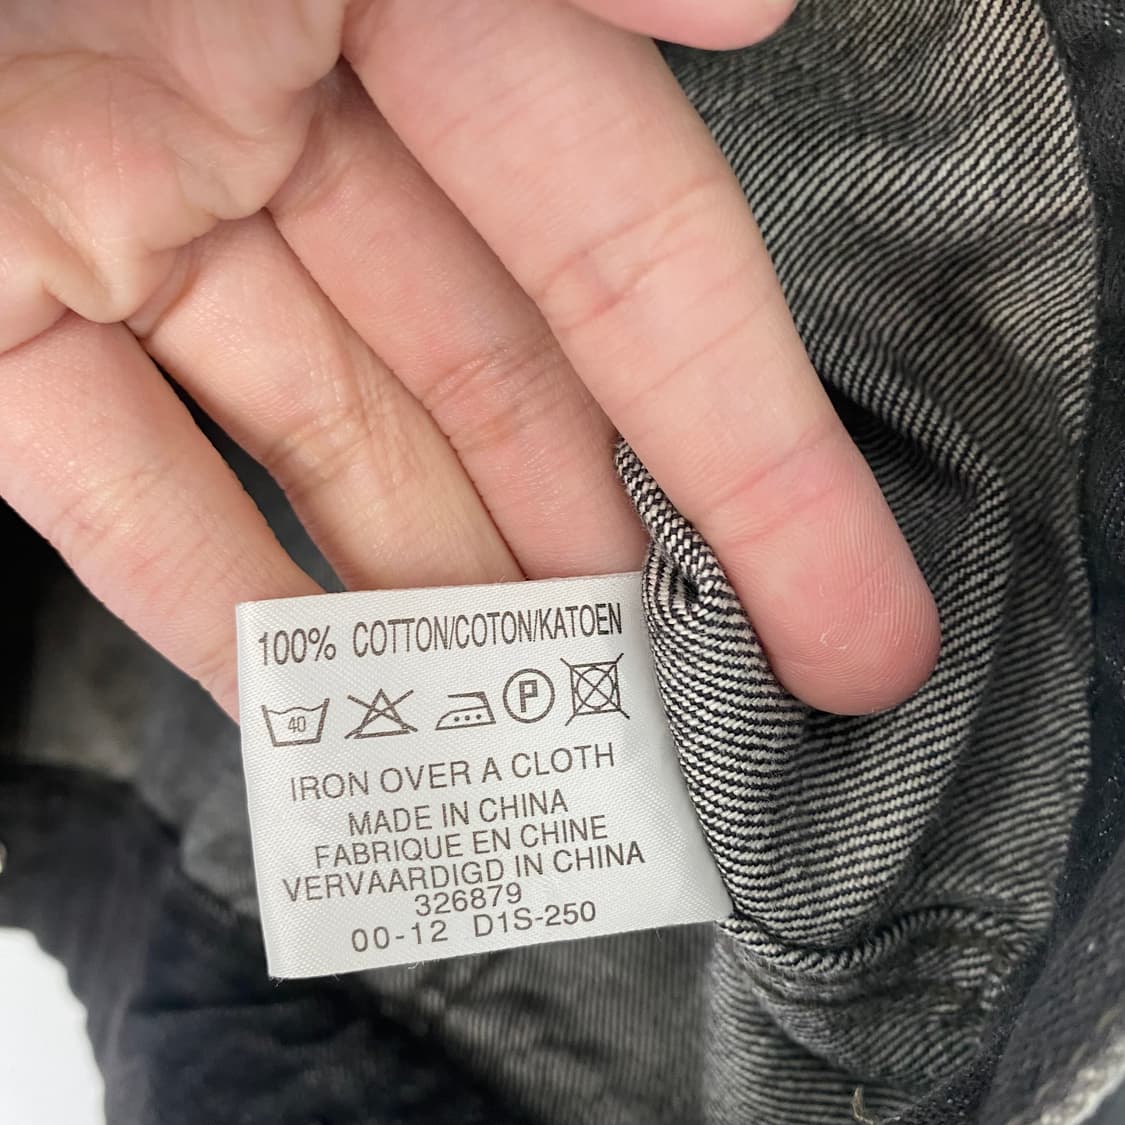 100% COTTON/COTON/KATOEN
40 P
IRON OVER A CLOTH
MADE IN CHINA
FABRIQUE EN CHINE
VERVAARDIGD IN CHINA
326879
00-12 D1S-250